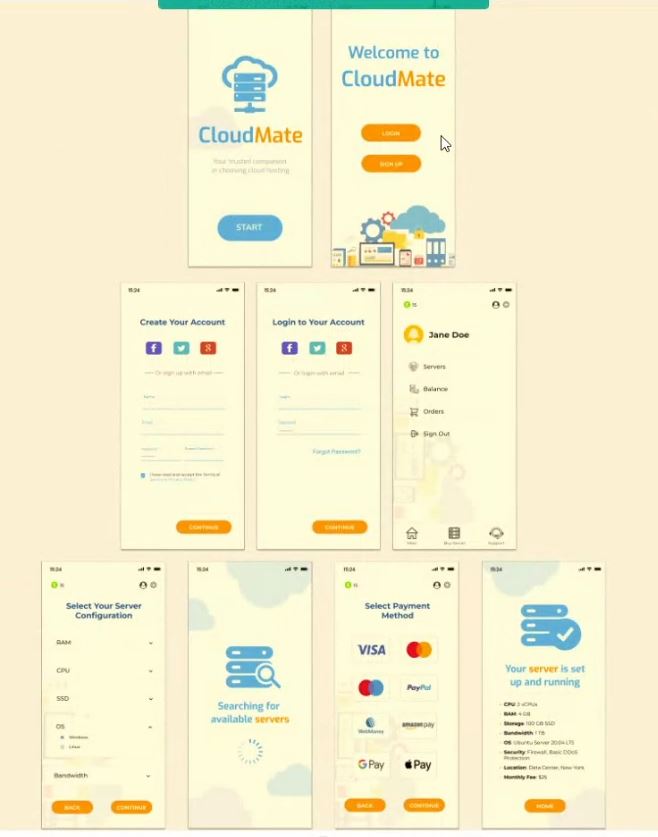 CloudMate
Your trusted companion
in choosing cloud hosting
START
Welcome to
CloudMate
LOGIN
SIGN UP
15:24
Create Your Account
f
8
Or sign up with email
Name
Email
I have read and accept the Terms of
CONTINUE
15:24
Login to Your Account
f
8
Or login with email
Login
Password
Forgot Password?
CONTINUE
15:24
15
Jane Doe
Servers
Balance
Orders
Sign Out
Main
Buy Server
Support
15:24
15
Select Your Server
Configuration
RAM
CPU
SSD
OS
Windows
Linux
Bandwidth
BACK
CONTINUE
15:24
Searching for
available servers
15:24
15
Select Payment
Method
VISA
PayPal
WebMoney
amazon pay
G Pay
Pay
BACK
CONTINUE
15:24
Your server is set
up and running
CPU: 2 vCPUs
RAM: 4 GB
Storage: 100 GB SSD
Bandwidth: 1 TB
OS: Ubuntu Server 20.04 LTS
Security: Firewall, Basic DDoS
Protection
Location: Data Center, New York
Monthly Fee: $25
HOME